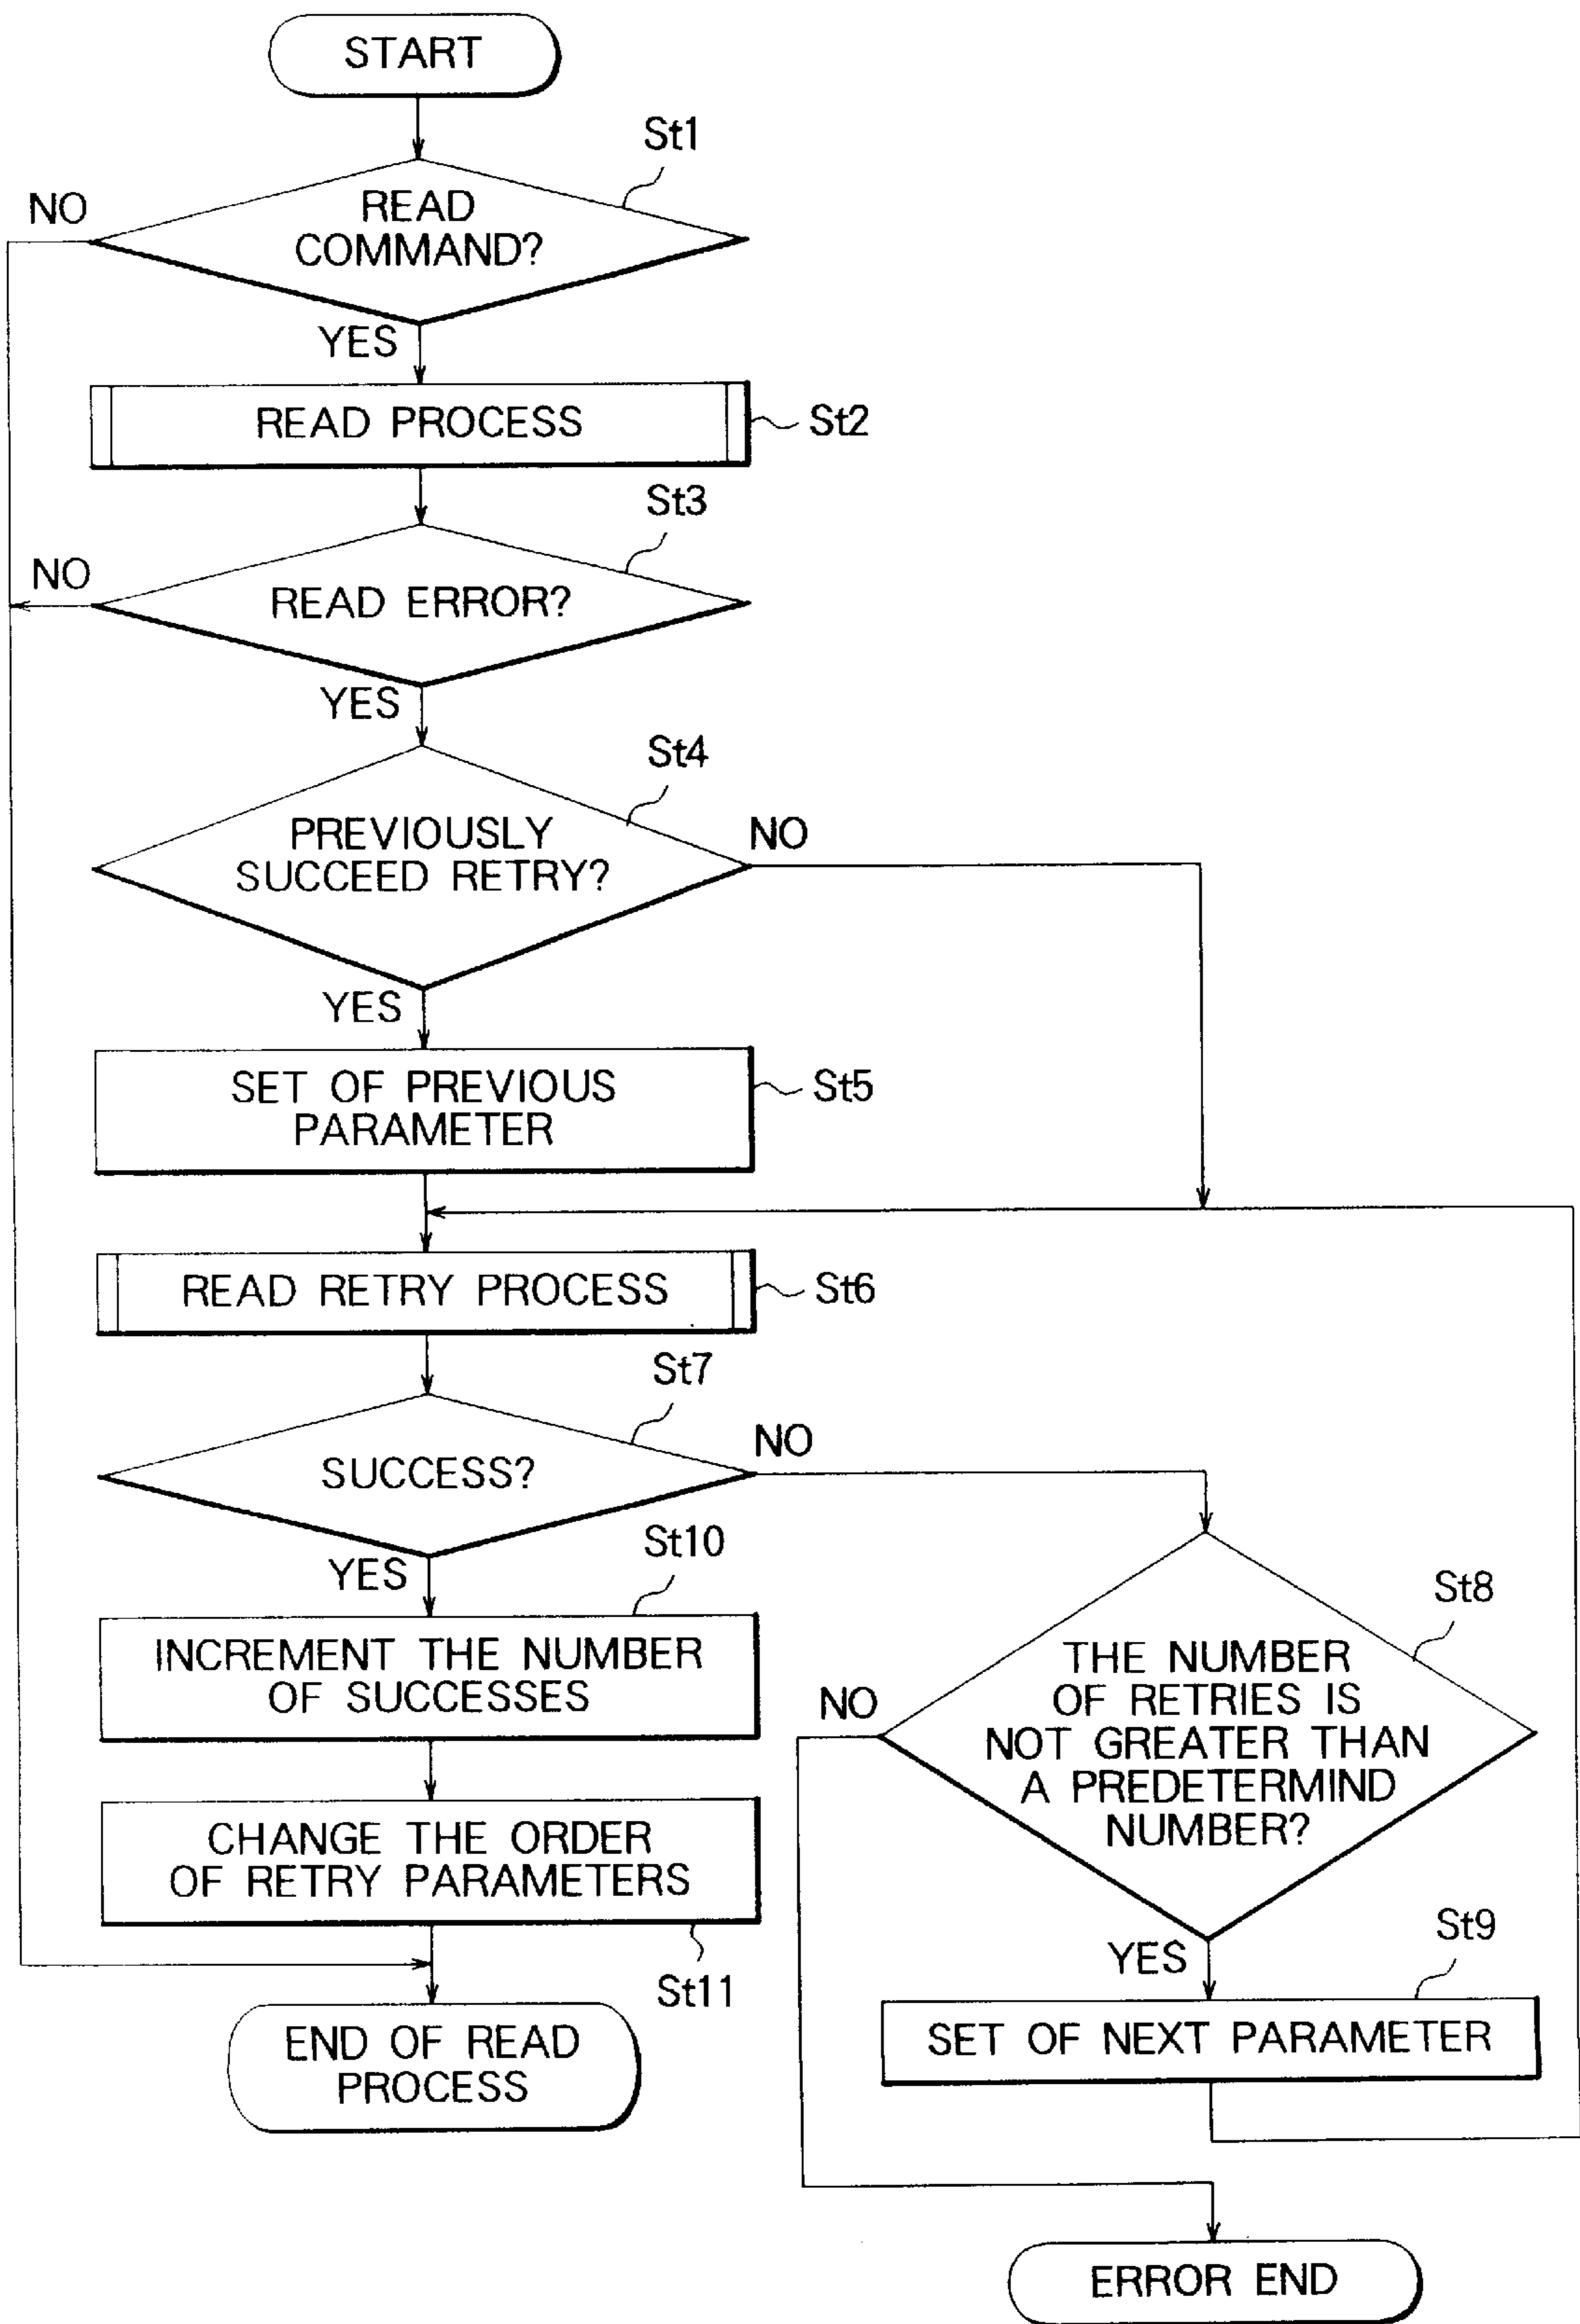 START
St1
NO
READ
COMMAND?
YES
READ PROCESS
St2
St3
NO
READ ERROR?
YES
St4
PREVIOUSLY
SUCCEED RETRY?
NO
YES
SET OF PREVIOUS
PARAMETER
St5
READ RETRY PROCESS
St6
St7
SUCCESS?
NO
YES
St10
INCREMENT THE NUMBER
OF SUCCESSES
CHANGE THE ORDER
OF RETRY PARAMETERS
St11
END OF READ
PROCESS
St8
THE NUMBER
OF RETRIES IS
NOT GREATER THAN
A PREDETERMIND
NUMBER?
NO
YES
St9
SET OF NEXT PARAMETER
ERROR END